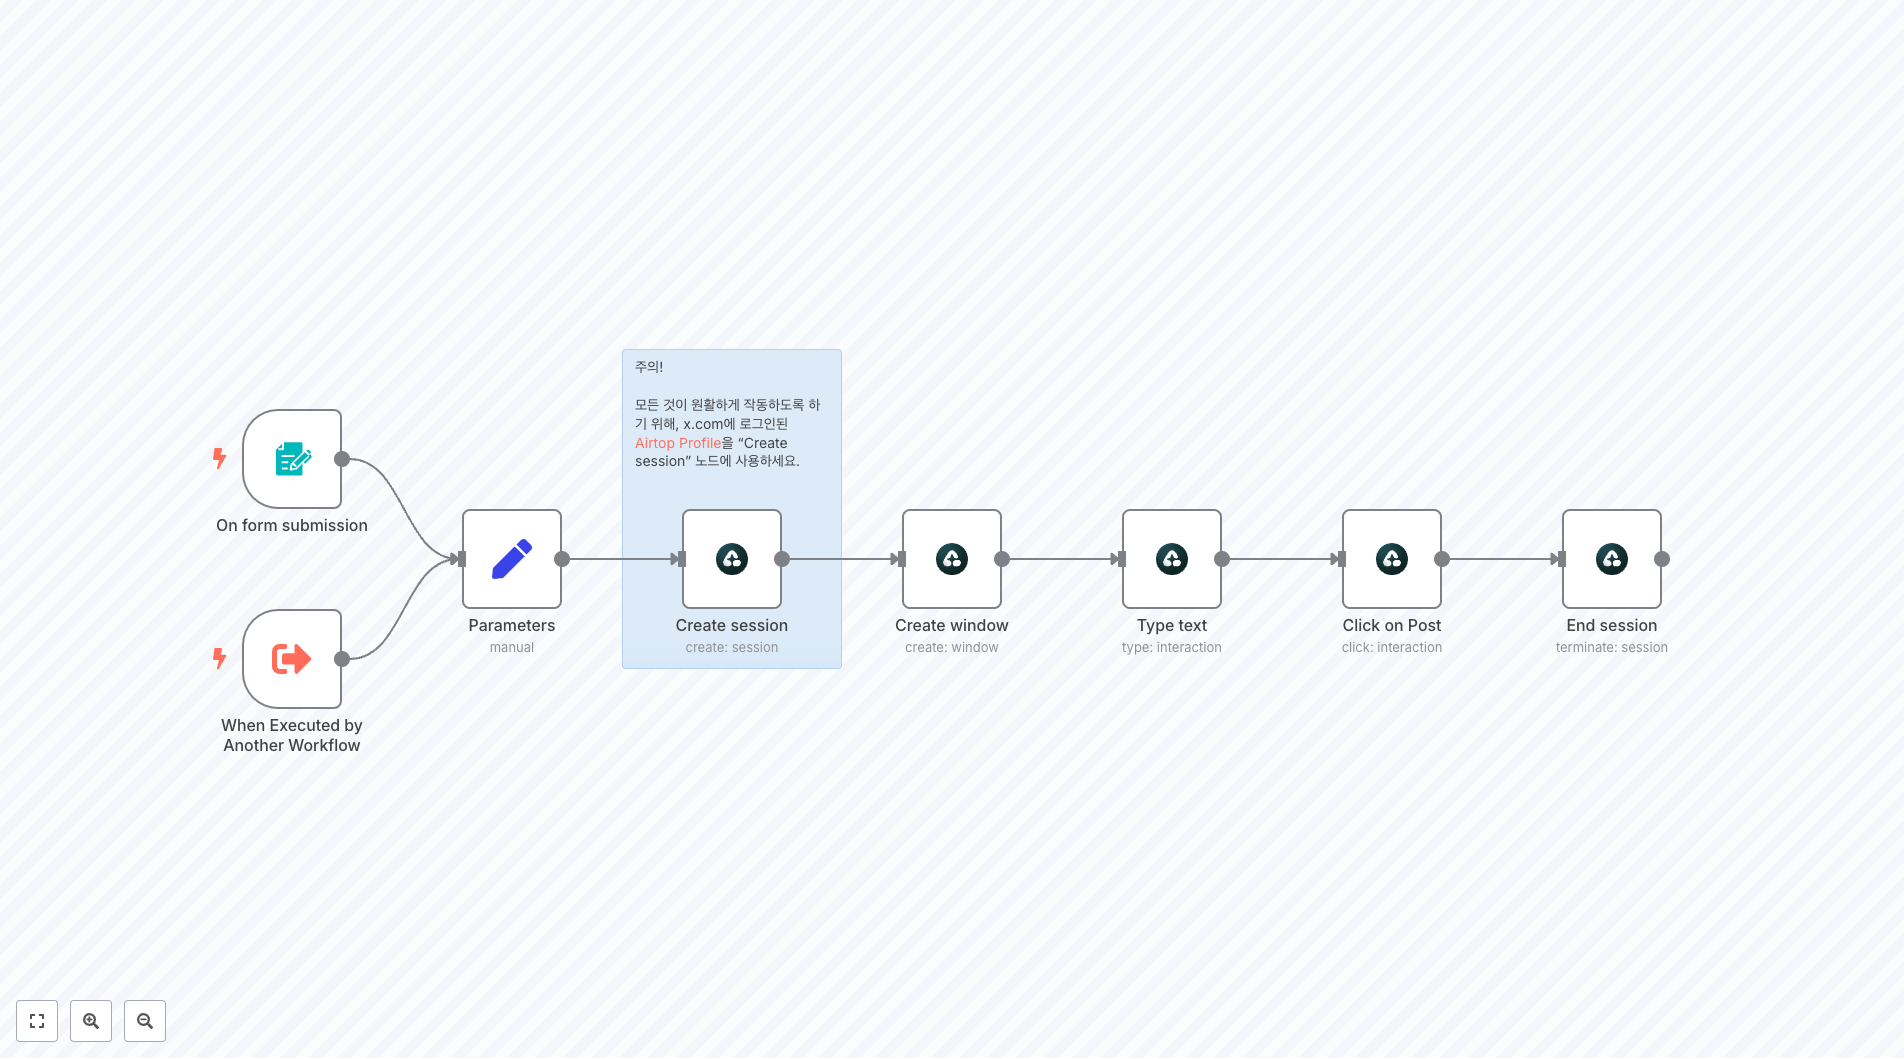 주의!
모든 것이 원활하게 작동하도록 하
기 위해, x.com에 로그인된
Airtop Profile을 “Create
session” 노드에 사용하세요.
On form submission
When Executed by
Another Workflow
Parameters
manual
Create session
create: session
Create window
create: window
Type text
type: interaction
Click on Post
click: interaction
End session
terminate: session